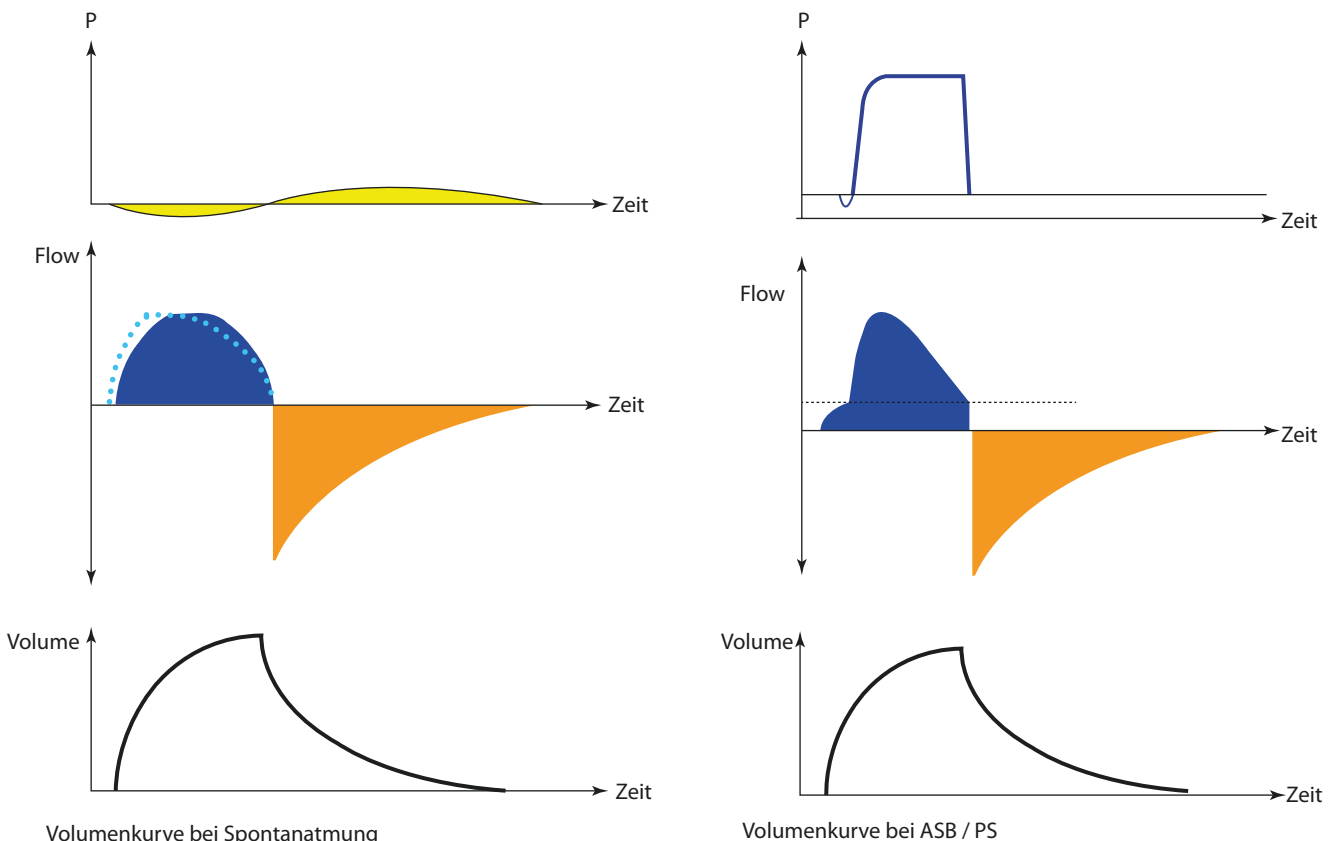 P
Zeit
Flow
Zeit
Volume
Zeit
Volumenkurve bei Spontanatmung
P
Zeit
Flow
Zeit
Volume
Zeit
Volumenkurve bei ASB / PS